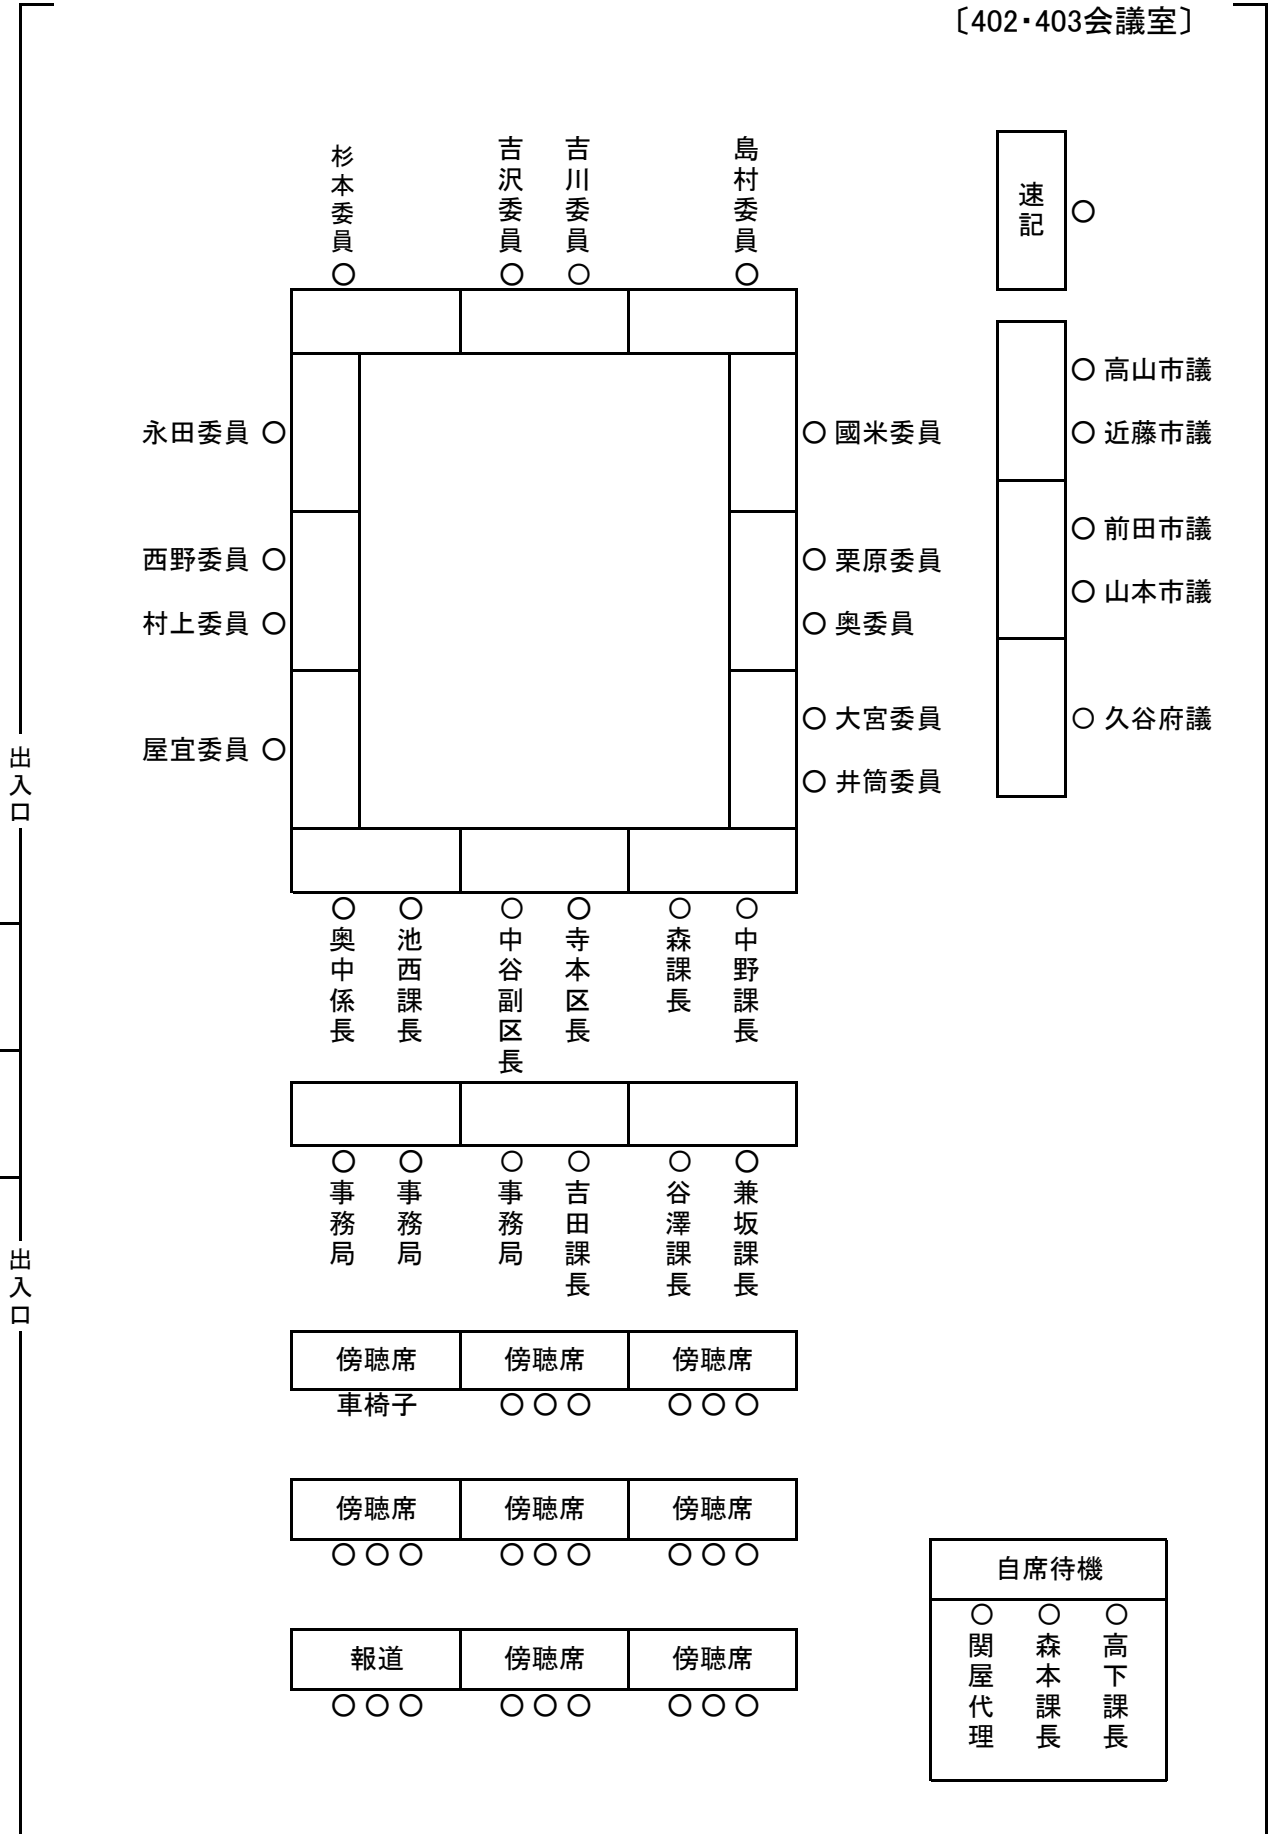 〔402・403会議室〕
杉本委員
吉沢委員
吉川委員
島村委員
速記
○
○ ○ ○ ○
○ 高山市議
永田委員 ○
○ 國米委員
○ 近藤市議
○ 前田市議
西野委員 ○
○ 栗原委員
○ 山本市議
村上委員 ○
○ 奥委員
○ 大宮委員
○ 久谷府議
屋宜委員 ○
○ 井筒委員
出入口
○ ○ ○ ○ ○ ○
奥中係長
池西課長
中谷副区長
寺本区長
森課長
中野課長
○ ○ ○ ○ ○ ○
事務局
事務局
事務局
吉田課長
谷澤課長
兼坂課長
出入口
傍聴席 傍聴席 傍聴席
車椅子 ○○○ ○○○
傍聴席 傍聴席 傍聴席
○○○ ○○○ ○○○
報道 傍聴席 傍聴席
○○○ ○○○ ○○○
自席待機
○ ○ ○
関屋代理
森本課長
高下課長